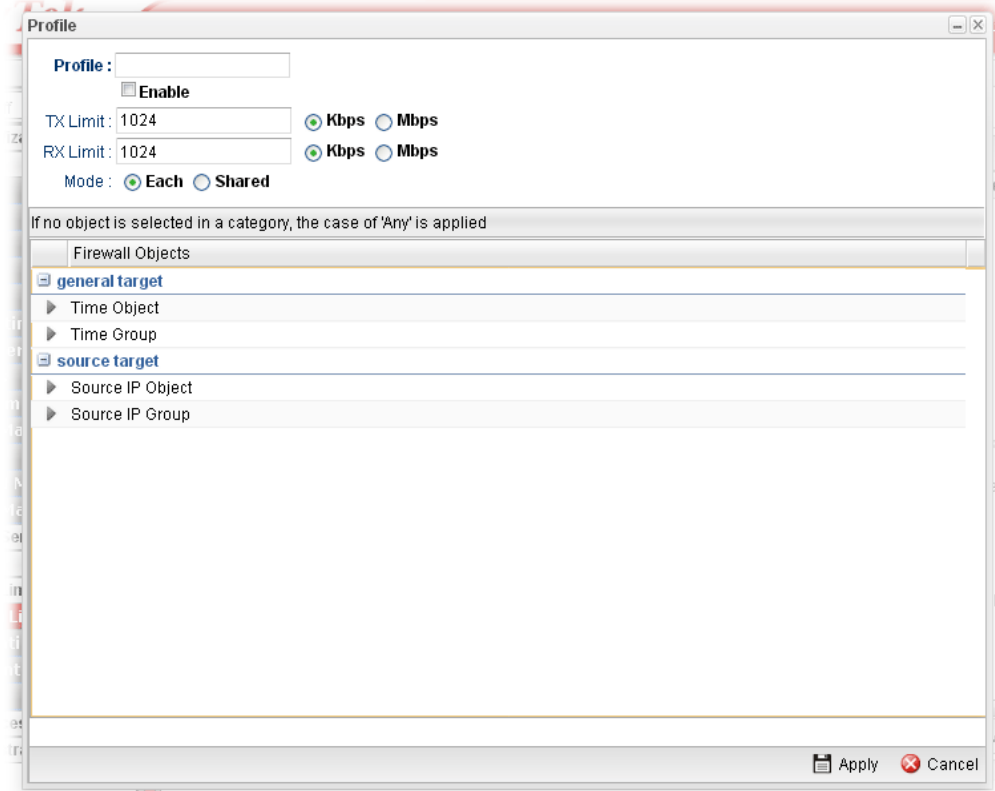 Profile
Profile :
Enable
TX Limit : 1024 Kbps Mbps
RX Limit : 1024 Kbps Mbps
Mode : Each Shared
If no object is selected in a category, the case of 'Any' is applied
Firewall Objects
general target
Time Object
Time Group
source target
Source IP Object
Source IP Group
Apply Cancel